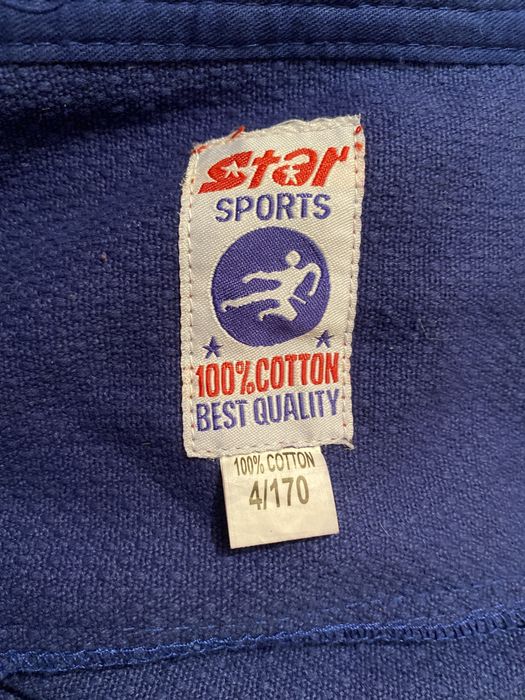 Star
SPORTS
100% COTTON
BEST QUALITY
100% COTTON
4/170